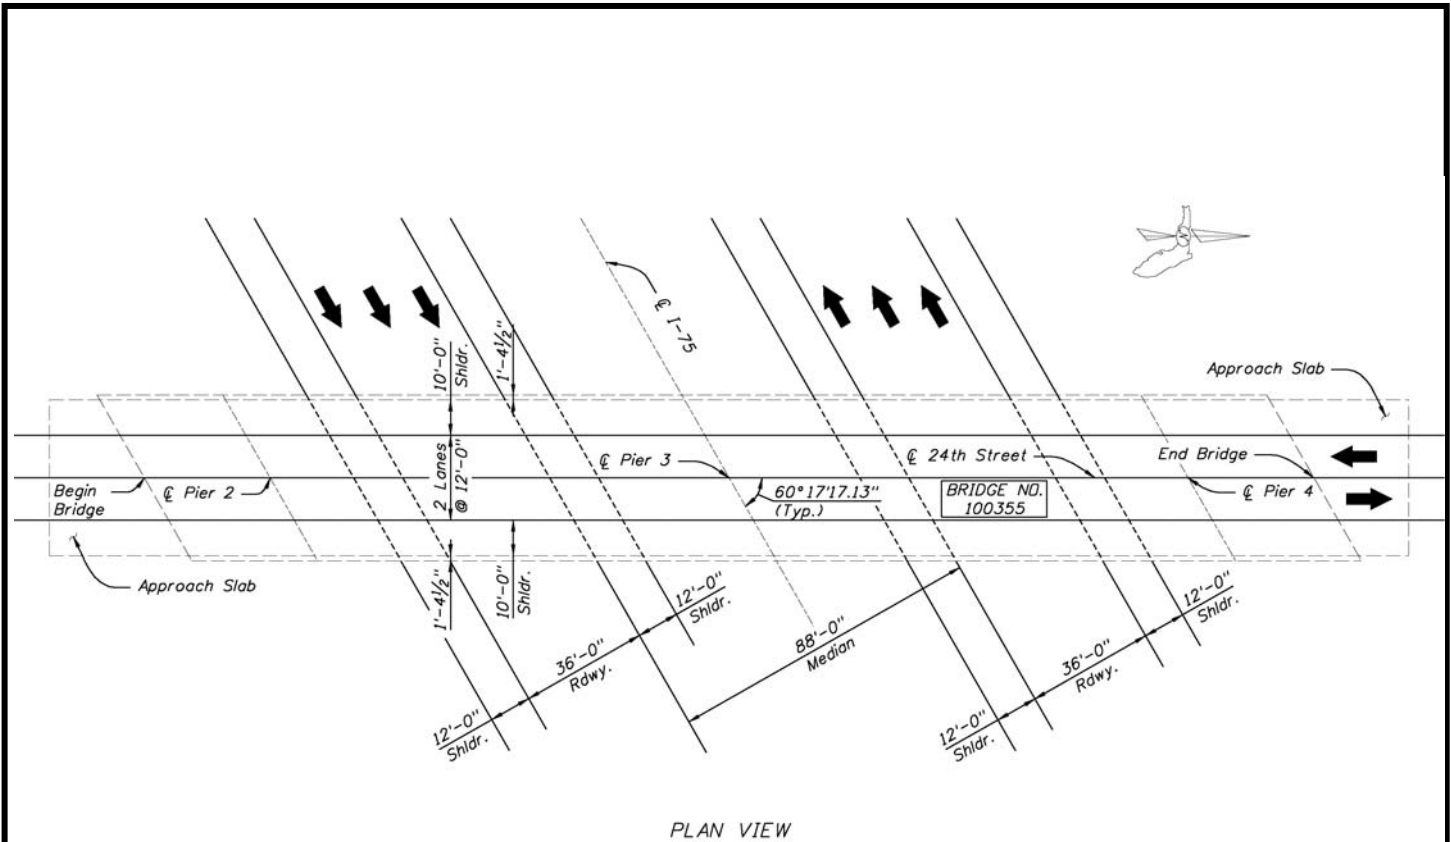 N
℄ I-75
10'-0"
Shldr.
1'-4½"
Approach Slab
2 Lanes
@ 12'-0"
℄ Pier 3
℄ 24th Street
End Bridge
Begin
Bridge
℄ Pier 2
60°17'17.13"
(Typ.)
BRIDGE NO.
100355
℄ Pier 4
Approach Slab
1'-4½"
10'-0"
Shldr.
12'-0"
Shldr.
36'-0"
Rdwy.
12'-0"
Shldr.
88'-0"
Median
12'-0"
Shldr.
36'-0"
Rdwy.
12'-0"
Shldr.
PLAN VIEW